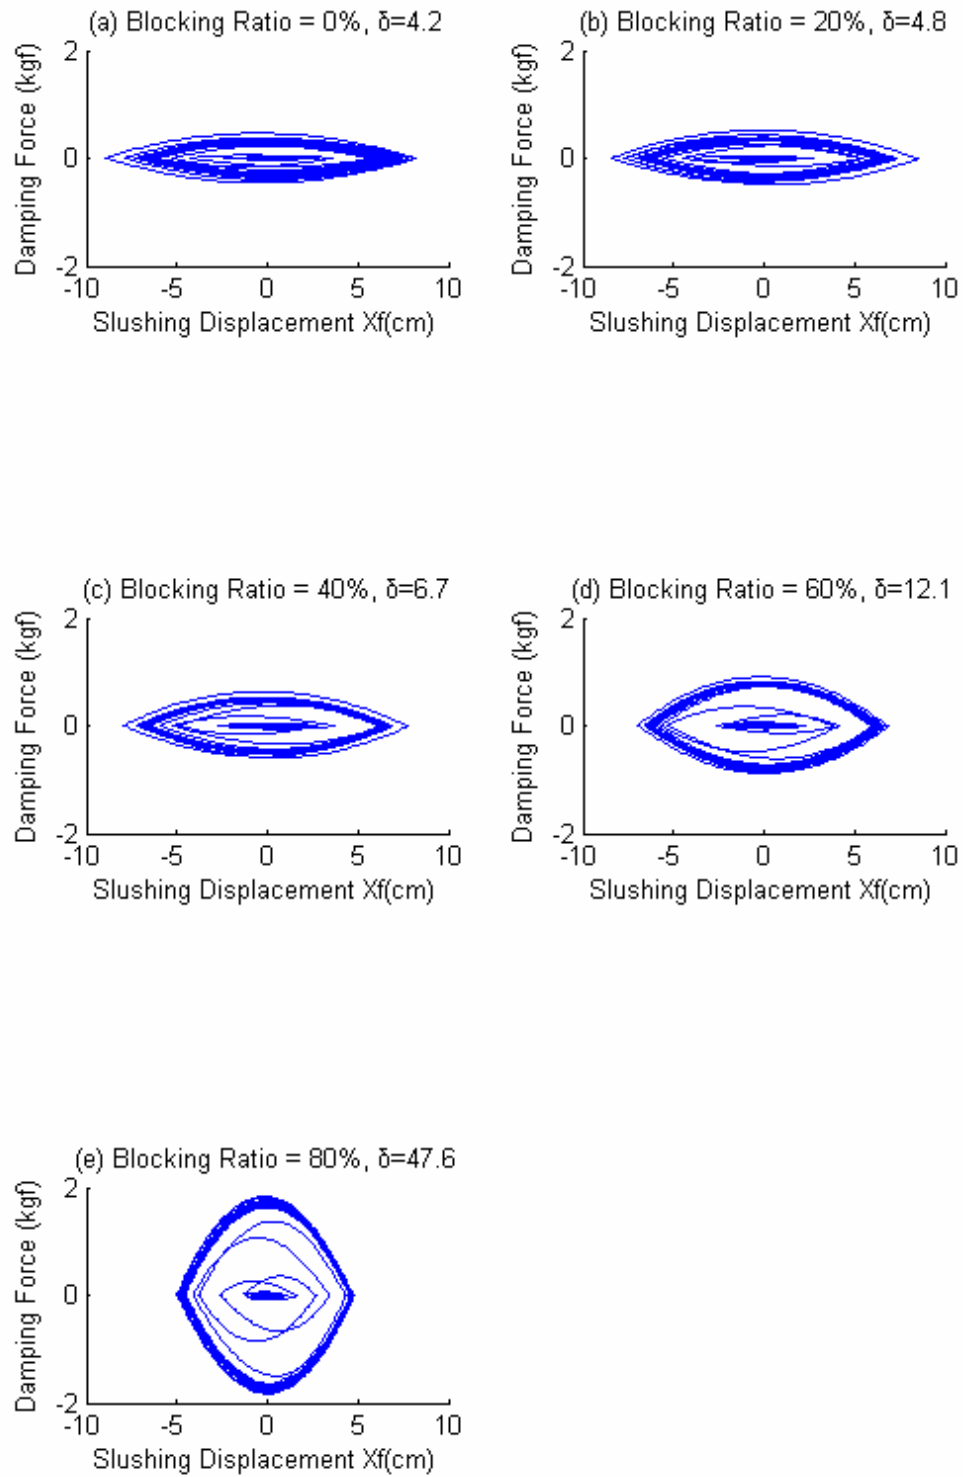 (a) Blocking Ratio = 0%, δ=4.2
2
0
-2
Damping Force (kgf)
-10 -5 0 5 10
Slushing Displacement Xf(cm)
(b) Blocking Ratio = 20%, δ=4.8
2
0
-2
Damping Force (kgf)
-10 -5 0 5 10
Slushing Displacement Xf(cm)
(c) Blocking Ratio = 40%, δ=6.7
2
0
-2
Damping Force (kgf)
-10 -5 0 5 10
Slushing Displacement Xf(cm)
(d) Blocking Ratio = 60%, δ=12.1
2
0
-2
Damping Force (kgf)
-10 -5 0 5 10
Slushing Displacement Xf(cm)
(e) Blocking Ratio = 80%, δ=47.6
2
0
-2
Damping Force (kgf)
-10 -5 0 5 10
Slushing Displacement Xf(cm)